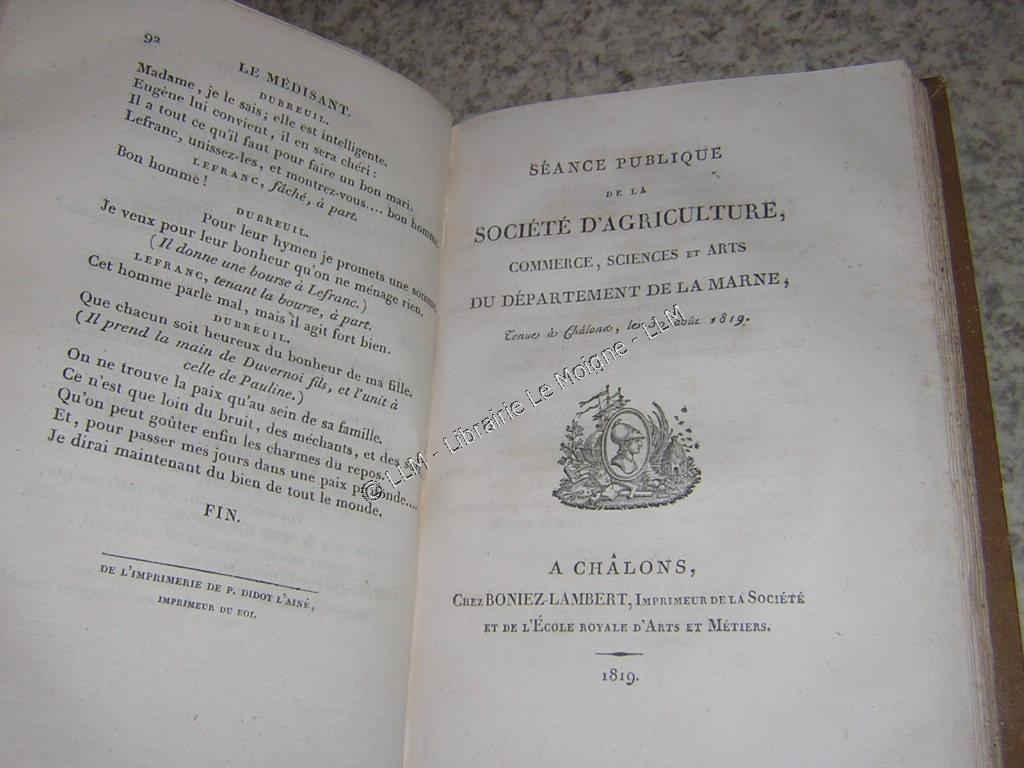 92
LE MÉDISANT.
DUBREUIL.
Madame, je le sais; elle est intelligente.
Eugène lui convient, il en sera chéri:
Il a tout ce qu'il faut pour faire un bon mari.
Lefranc, unissez-les, et montrez-vous.... bon homme.
LEFRANC, fâché, à part.
Bon homme!
DUBREUIL.
Pour leur hymen je promets une somme
Je veux pour leur bonheur qu'on ne ménage rien.
(Il donne une bourse à Lefranc.)
LEFRANC, tenant la bourse, à part.
Cet homme parle mal, mais il agit fort bien.
DUBREUIL.
Que chacun soit heureux du bonheur de ma fille.
(Il prend la main de Duvernoi fils, et l'unit à
celle de Pauline.)
On ne trouve la paix qu'au sein de sa famille.
Ce n'est que loin du bruit, des méchants, et des
Qu'on peut goûter enfin les charmes du repos.
Et, pour passer mes jours dans une paix profonde....
Je dirai maintenant du bien de tout le monde.
FIN.
DE L'IMPRIMERIE DE P. DIDOT L'AINÉ,
IMPRIMEUR DU ROI.
SÉANCE PUBLIQUE
DE LA
SOCIÉTÉ D'AGRICULTURE,
COMMERCE, SCIENCES ET ARTS
DU DÉPARTEMENT DE LA MARNE,
Tenue à Châlons, le août 1819.
A CHÂLONS,
CHEZ BONIEZ-LAMBERT, IMPRIMEUR DE LA SOCIÉTÉ
ET DE L'ÉCOLE ROYALE D'ARTS ET MÉTIERS.
1819.
© LLM - Librairie Le Moigne - LLM